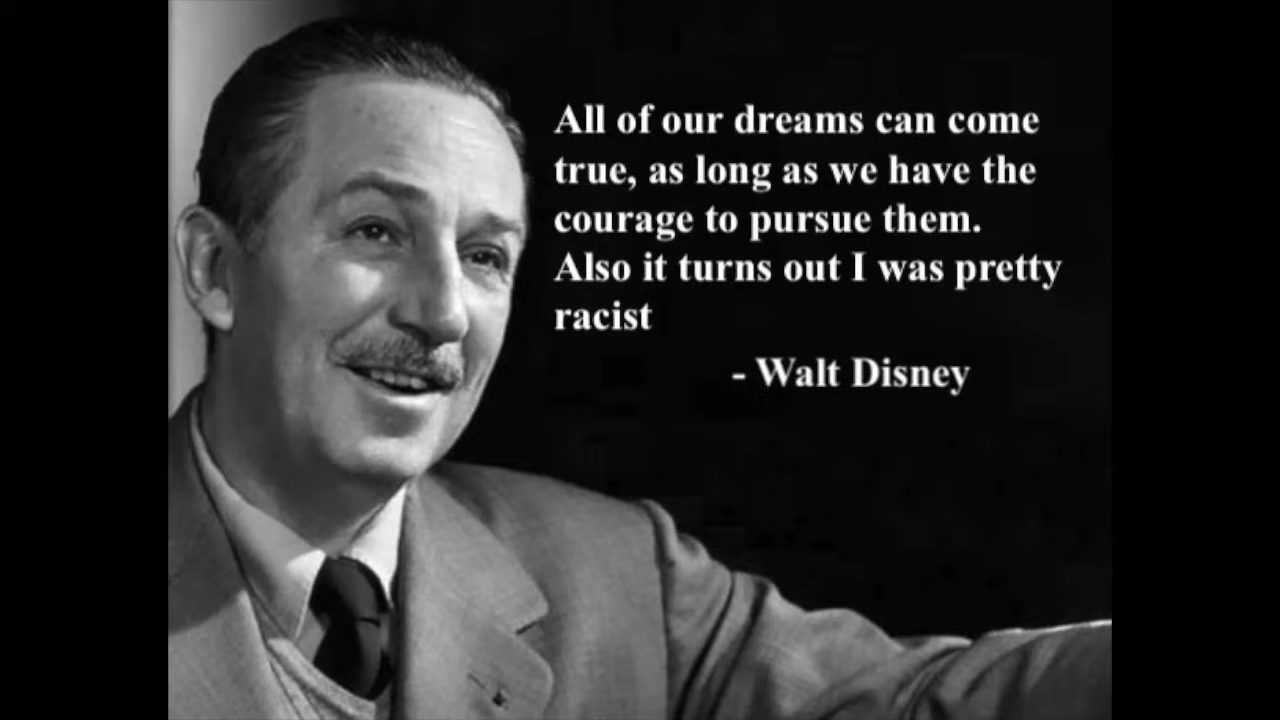 All of our dreams can come
true, as long as we have the
courage to pursue them.
Also it turns out I was pretty
racist
- Walt Disney